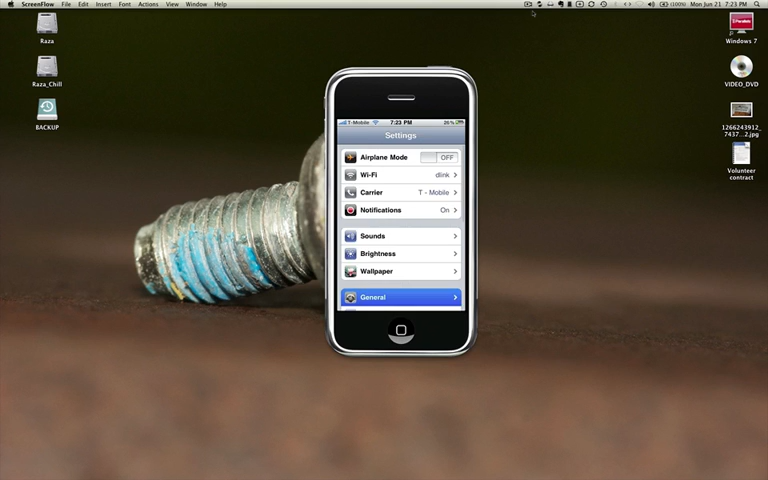 ScreenFlow File Edit Insert Font Actions View Window Help (100%) Mon Jun 21 7:23 PM
Raza
Raza_Chill
BACKUP
Windows 7
VIDEO_DVD
1266243912_
7437...2.jpg
Volunteer
contract
T-Mobile 7:23 PM 26%
Settings
Airplane Mode OFF
Wi-Fi dlink
Carrier T - Mobile
Notifications On
Sounds
Brightness
Wallpaper
General